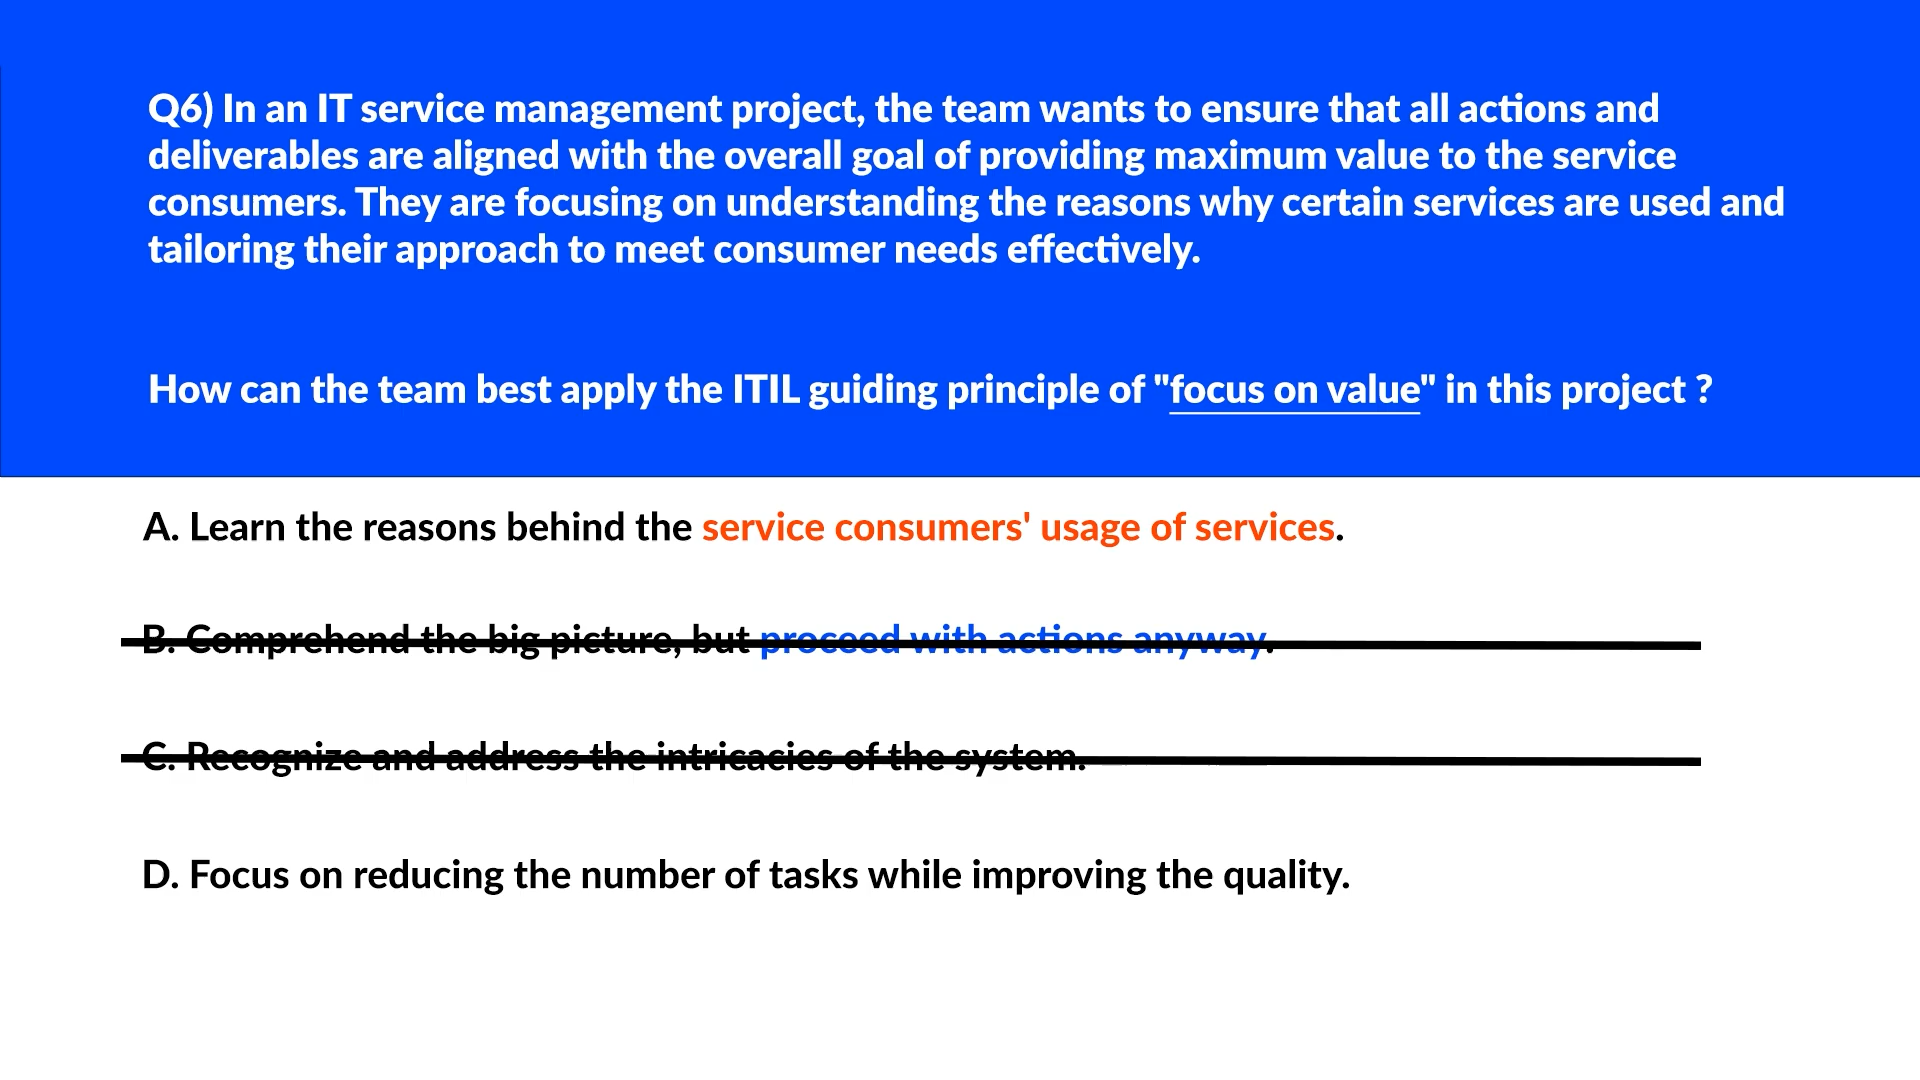 Q6) In an IT service management project, the team wants to ensure that all actions and
deliverables are aligned with the overall goal of providing maximum value to the service
consumers. They are focusing on understanding the reasons why certain services are used and
tailoring their approach to meet consumer needs effectively.
How can the team best apply the ITIL guiding principle of "focus on value" in this project ?
A. Learn the reasons behind the service consumers' usage of services.
B. Comprehend the big picture, but proceed with actions anyway.
C. Recognize and address the intricacies of the system.
D. Focus on reducing the number of tasks while improving the quality.